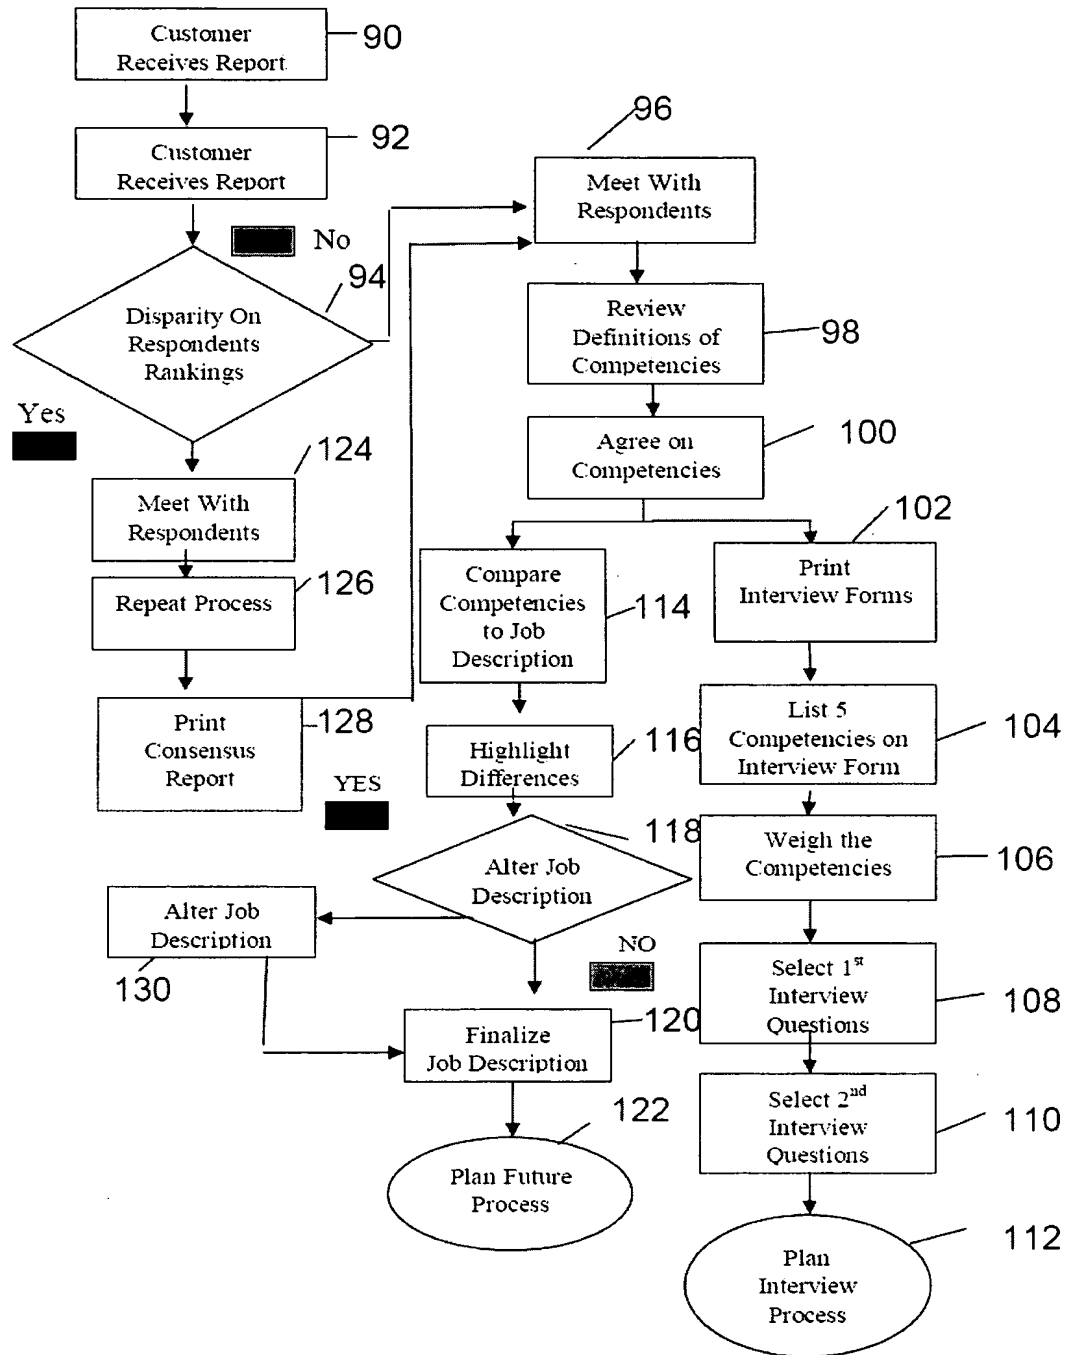 Customer
Receives Report
90
Customer
Receives Report
92
No
94
Disparity On
Respondents
Rankings
Yes
124
Meet With
Respondents
126
Repeat Process
128
Print
Consensus
Report
96
Meet With
Respondents
Review
Definitions of
Competencies
98
Agree on
Competencies
100
102
Print
Interview Forms
Compare
Competencies
to Job
Description
114
List 5
Competencies on
Interview Form
104
Highlight
Differences
116
YES
118
Alter Job
Description
Weigh the
Competencies
106
Alter Job
Description
130
NO
Select 1st
Interview
Questions
108
Finalize
Job Description
120
Select 2nd
Interview
Questions
110
122
Plan Future
Process
Plan
Interview
Process
112